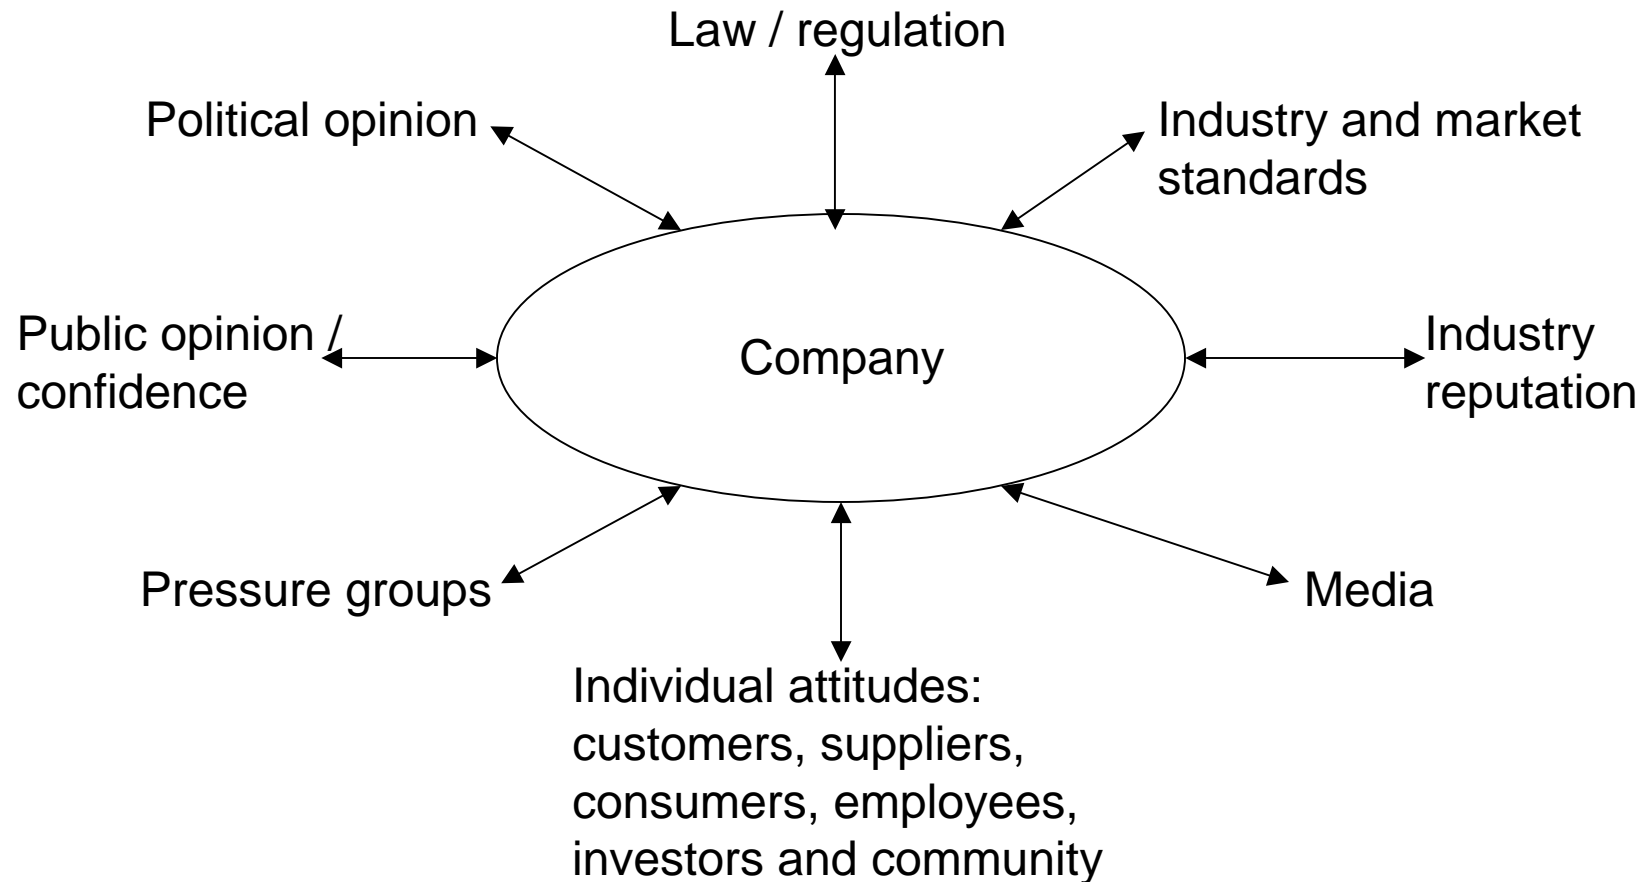 Law / regulation
Political opinion
Industry and market
standards
Public opinion /
confidence
Company
Industry
reputation
Pressure groups
Media
Individual attitudes:
customers, suppliers,
consumers, employees,
investors and community